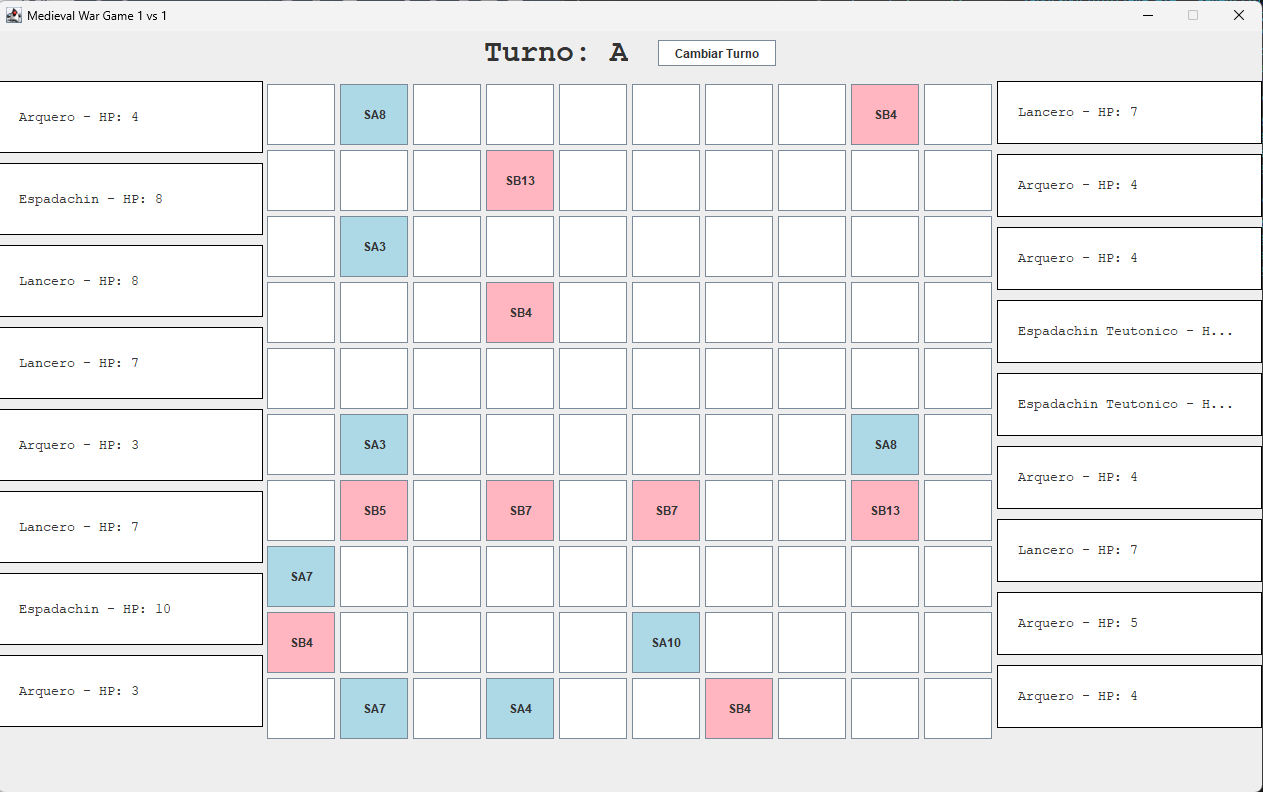 Medieval War Game 1 vs 1
Turno: A
Cambiar Turno
Arquero - HP: 4
Espadachin - HP: 8
Lancero - HP: 8
Lancero - HP: 7
Arquero - HP: 3
Lancero - HP: 7
Espadachin - HP: 10
Arquero - HP: 3
SA8 SB4
SB13
SA3
SB4
SA3 SA8
SB5 SB7 SB7 SB13
SA7
SB4 SA10
SA7 SA4 SB4
Lancero - HP: 7
Arquero - HP: 4
Arquero - HP: 4
Espadachin Teutonico - H...
Espadachin Teutonico - H...
Arquero - HP: 4
Lancero - HP: 7
Arquero - HP: 5
Arquero - HP: 4